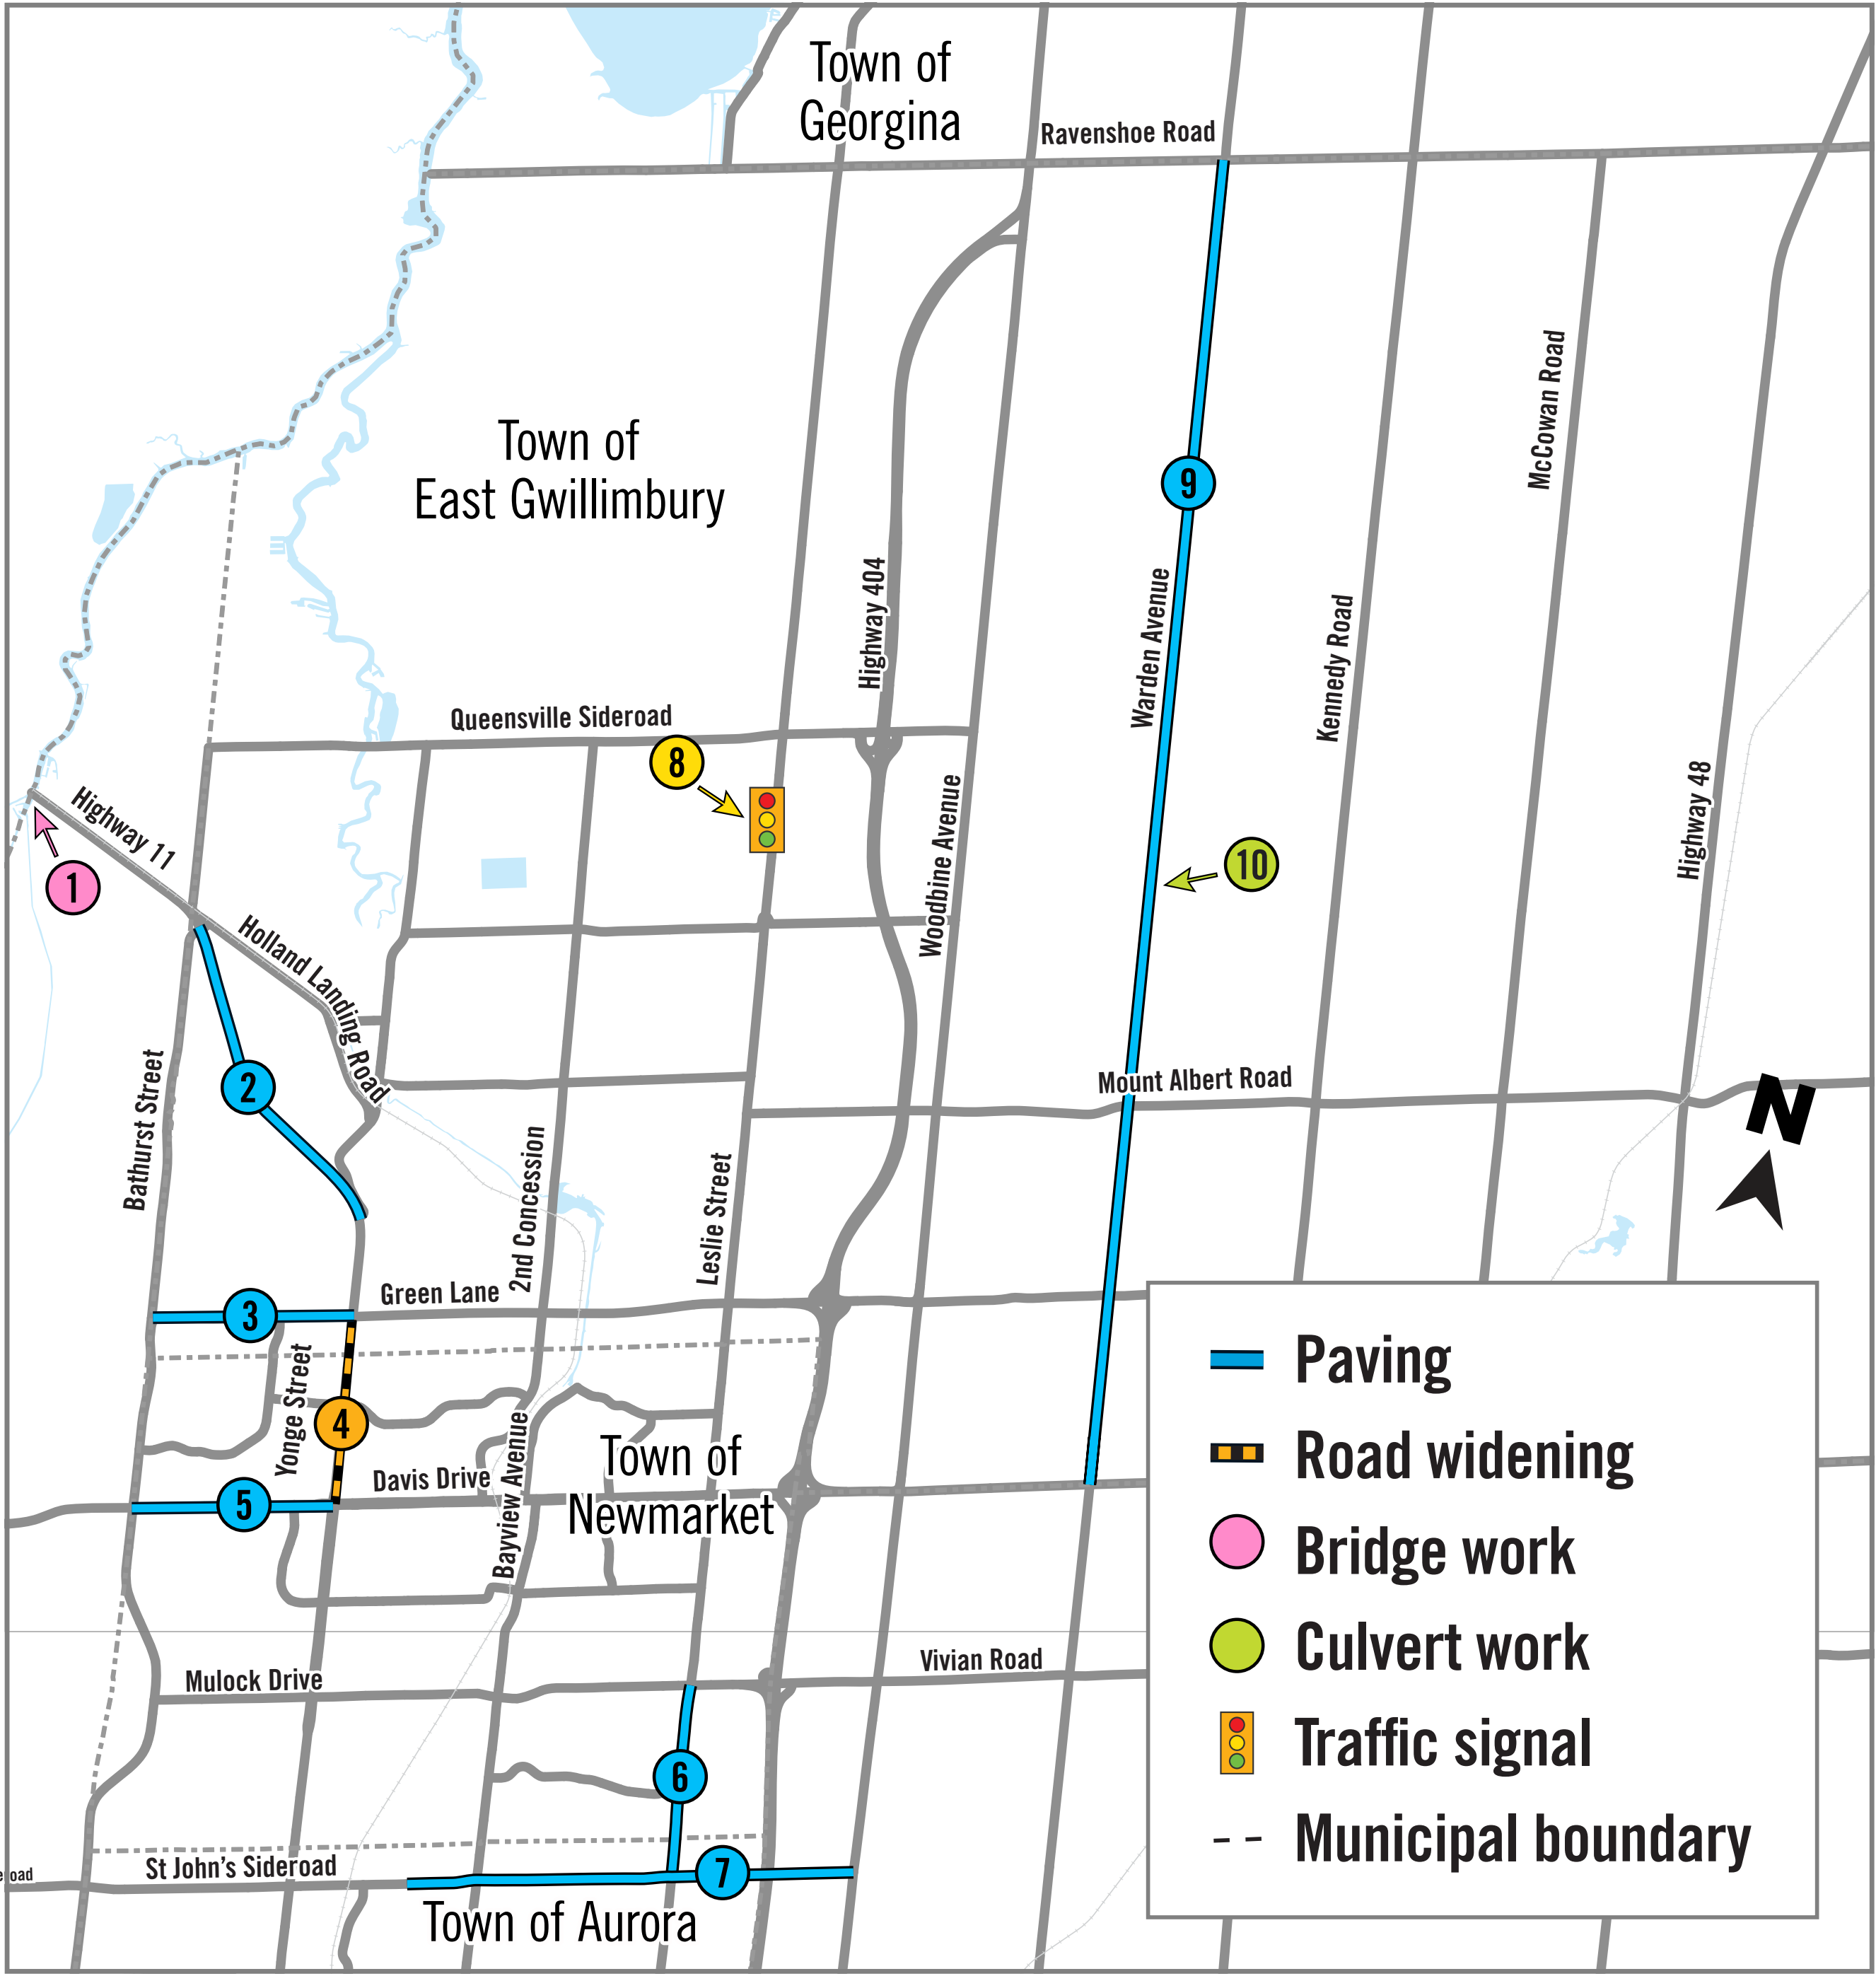 Town of
Georgina
Ravenshoe Road
McCowan Road
Town of
East Gwillimbury
9
Highway 404
Warden Avenue
Kennedy Road
Queensville Sideroad
8
Highway 48
Woodbine Avenue
Highway 11
1
10
Holland Landing Road
Bathurst Street
2
Mount Albert Road
N
2nd Concession
Leslie Street
Green Lane
3
Yonge Street
4
Davis Drive
5
Bayview Avenue
Town of
Newmarket
Mulock Drive
Vivian Road
6
St John's Sideroad
7
Town of Aurora
Paving
Road widening
Bridge work
Culvert work
Traffic signal
Municipal boundary